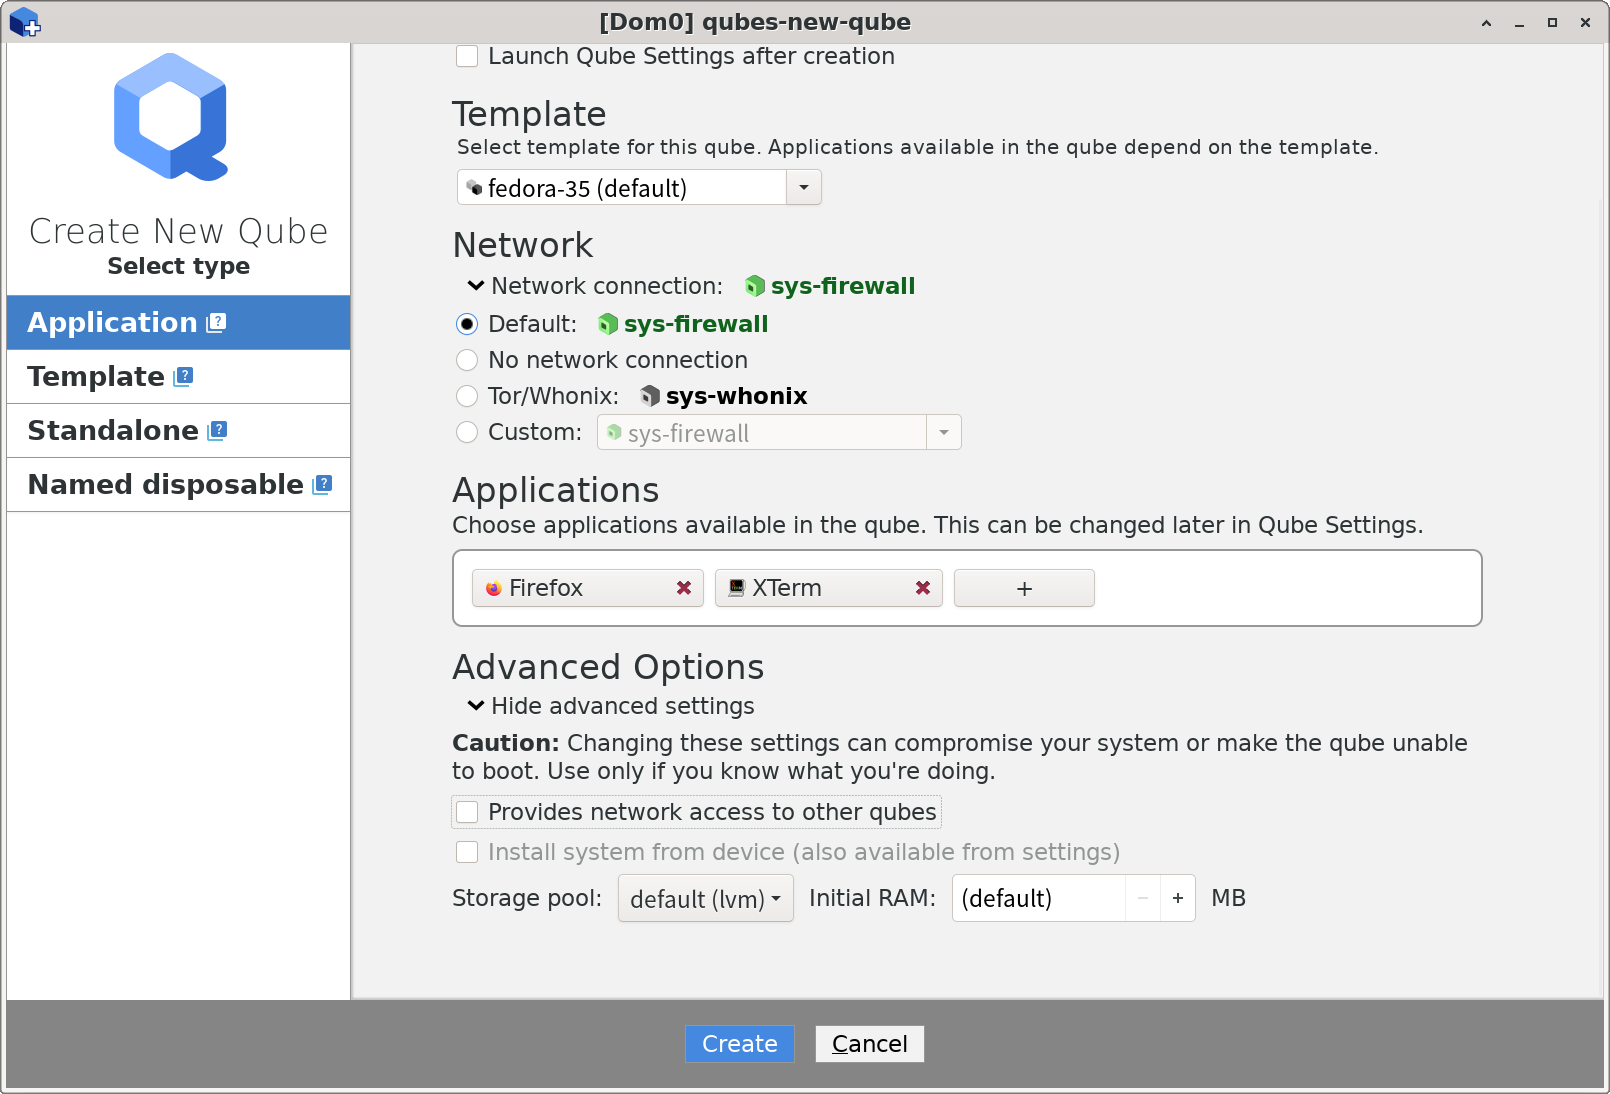 [Dom0] qubes-new-qube
Create New Qube
Select type
Application ?
Template ?
Standalone ?
Named disposable ?
Launch Qube Settings after creation
Template
Select template for this qube. Applications available in the qube depend on the template.
fedora-35 (default)
Network
Network connection: sys-firewall
Default: sys-firewall
No network connection
Tor/Whonix: sys-whonix
Custom: sys-firewall
Applications
Choose applications available in the qube. This can be changed later in Qube Settings.
Firefox XTerm +
Advanced Options
Hide advanced settings
Caution: Changing these settings can compromise your system or make the qube unable
to boot. Use only if you know what you're doing.
Provides network access to other qubes
Install system from device (also available from settings)
Storage pool: default (lvm) Initial RAM: (default) − + MB
Create Cancel